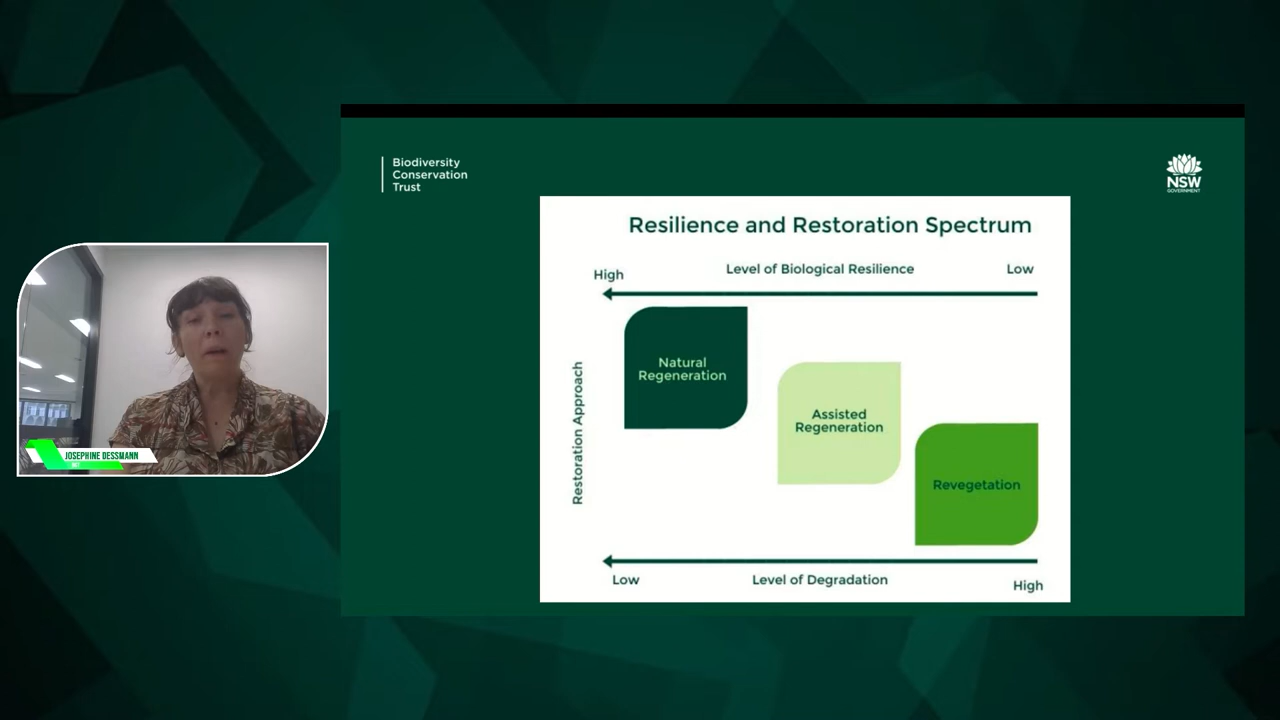 Biodiversity
Conservation
Trust
NSW
GOVERNMENT
Resilience and Restoration Spectrum
High
Level of Biological Resilience
Low
Restoration Approach
Natural
Regeneration
Assisted
Regeneration
Revegetation
Low
Level of Degradation
High
JOSEPHINE DESSMANN